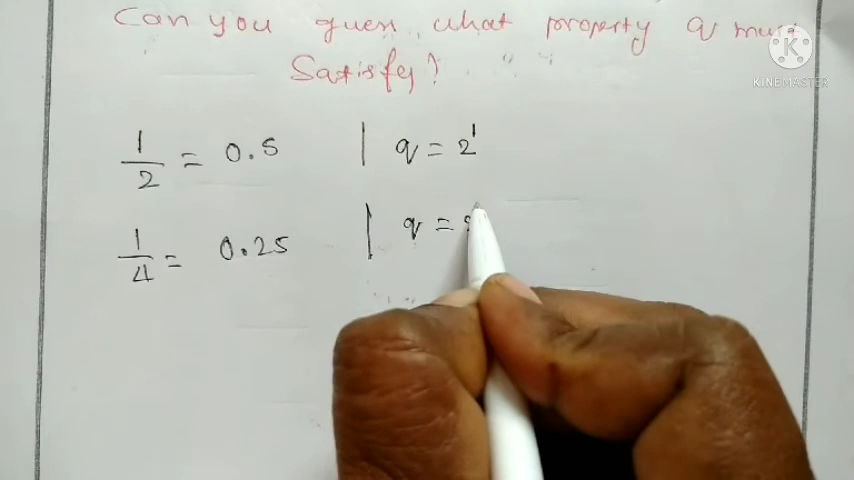 Can you guess, what property q must
Satisfy?
K
KINEMASTER
1/2 = 0.5 | q = 2¹
1/4 = 0.25 | q =